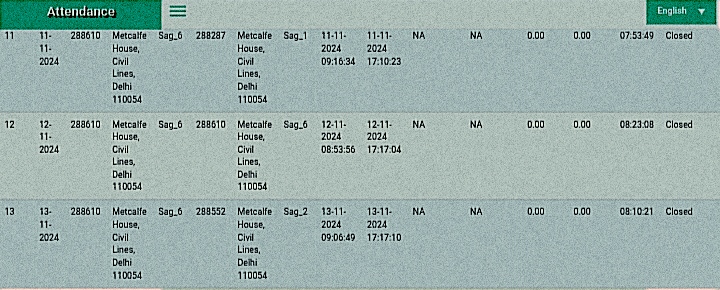 Attendance
English
11 11- 288610 Metcalfe Sag_6 288287 Metcalfe Sag_1 11-11- 11-11- NA NA 0.00 0.00 07:53:49 Closed
11- House, House, 2024 2024
2024 Civil Civil 09:16:34 17:10:23
Lines, Lines,
Delhi Delhi
110054 110054
12 12- 288610 Metcalfe Sag_6 288610 Metcalfe Sag_6 12-11- 12-11- NA NA 0.00 0.00 08:23:08 Closed
11- House, House, 2024 2024
2024 Civil Civil 08:53:56 17:17:04
Lines, Lines,
Delhi Delhi
110054 110054
13 13- 288610 Metcalfe Sag_6 288552 Metcalfe Sag_2 13-11- 13-11- NA NA 0.00 0.00 08:10:21 Closed
11- House, House, 2024 2024
2024 Civil Civil 09:06:49 17:17:10
Lines, Lines,
Delhi Delhi
110054 110054